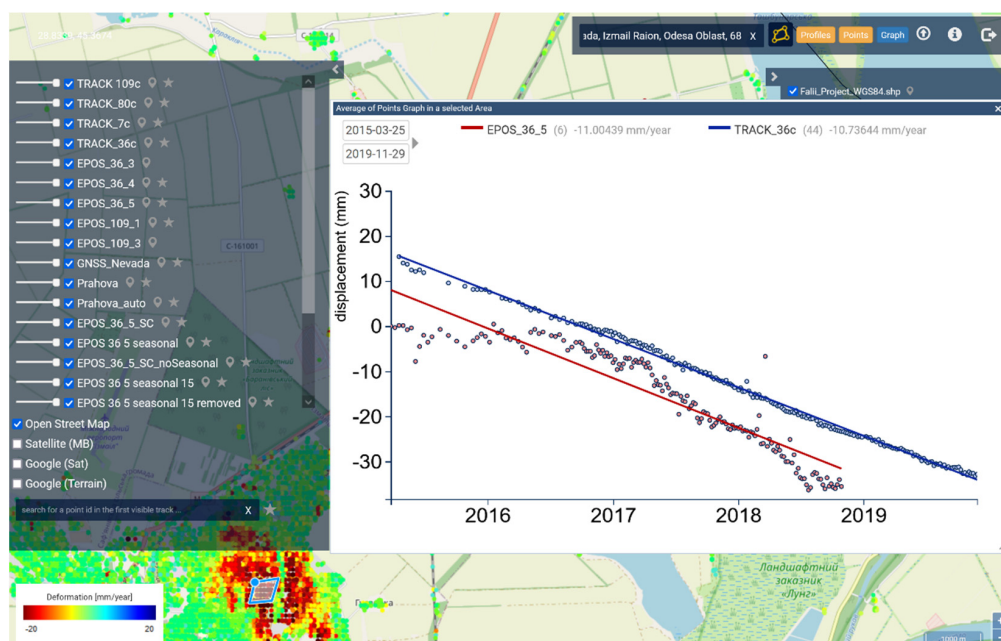 ada, Izmail Raion, Odesa Oblast, 68 X
Profiles
Points
Graph
Falii_Project_WGS84.shp
TRACK 109c
TRACK_80c
TRACK_7c
TRACK_36c
EPOS_36_3
EPOS_36_4
EPOS_36_5
EPOS_109_1
EPOS_109_3
GNSS_Nevada
Prahova
Prahova_auto
EPOS_36_5_SC
EPOS 36 5 seasonal
EPOS_36_5_SC_noSeasonal
EPOS 36 5 seasonal 15
EPOS 36 5 seasonal 15 removed
Open Street Map
Satellite (MB)
Google (Sat)
Google (Terrain)
search for a point id in the first visible track... X
C-161001
Average of Points Graph in a selected Area X
2015-03-25
2019-11-29
EPOS_36_5 (6) -11.00439 mm/year
TRACK_36c (44) -10.73644 mm/year
displacement (mm)
30
20
10
0
-10
-20
-30
2016
2017
2018
2019
Deformation [mm/year]
-20
20
Ландшафтний
заказник
«Лунг»
1000 m